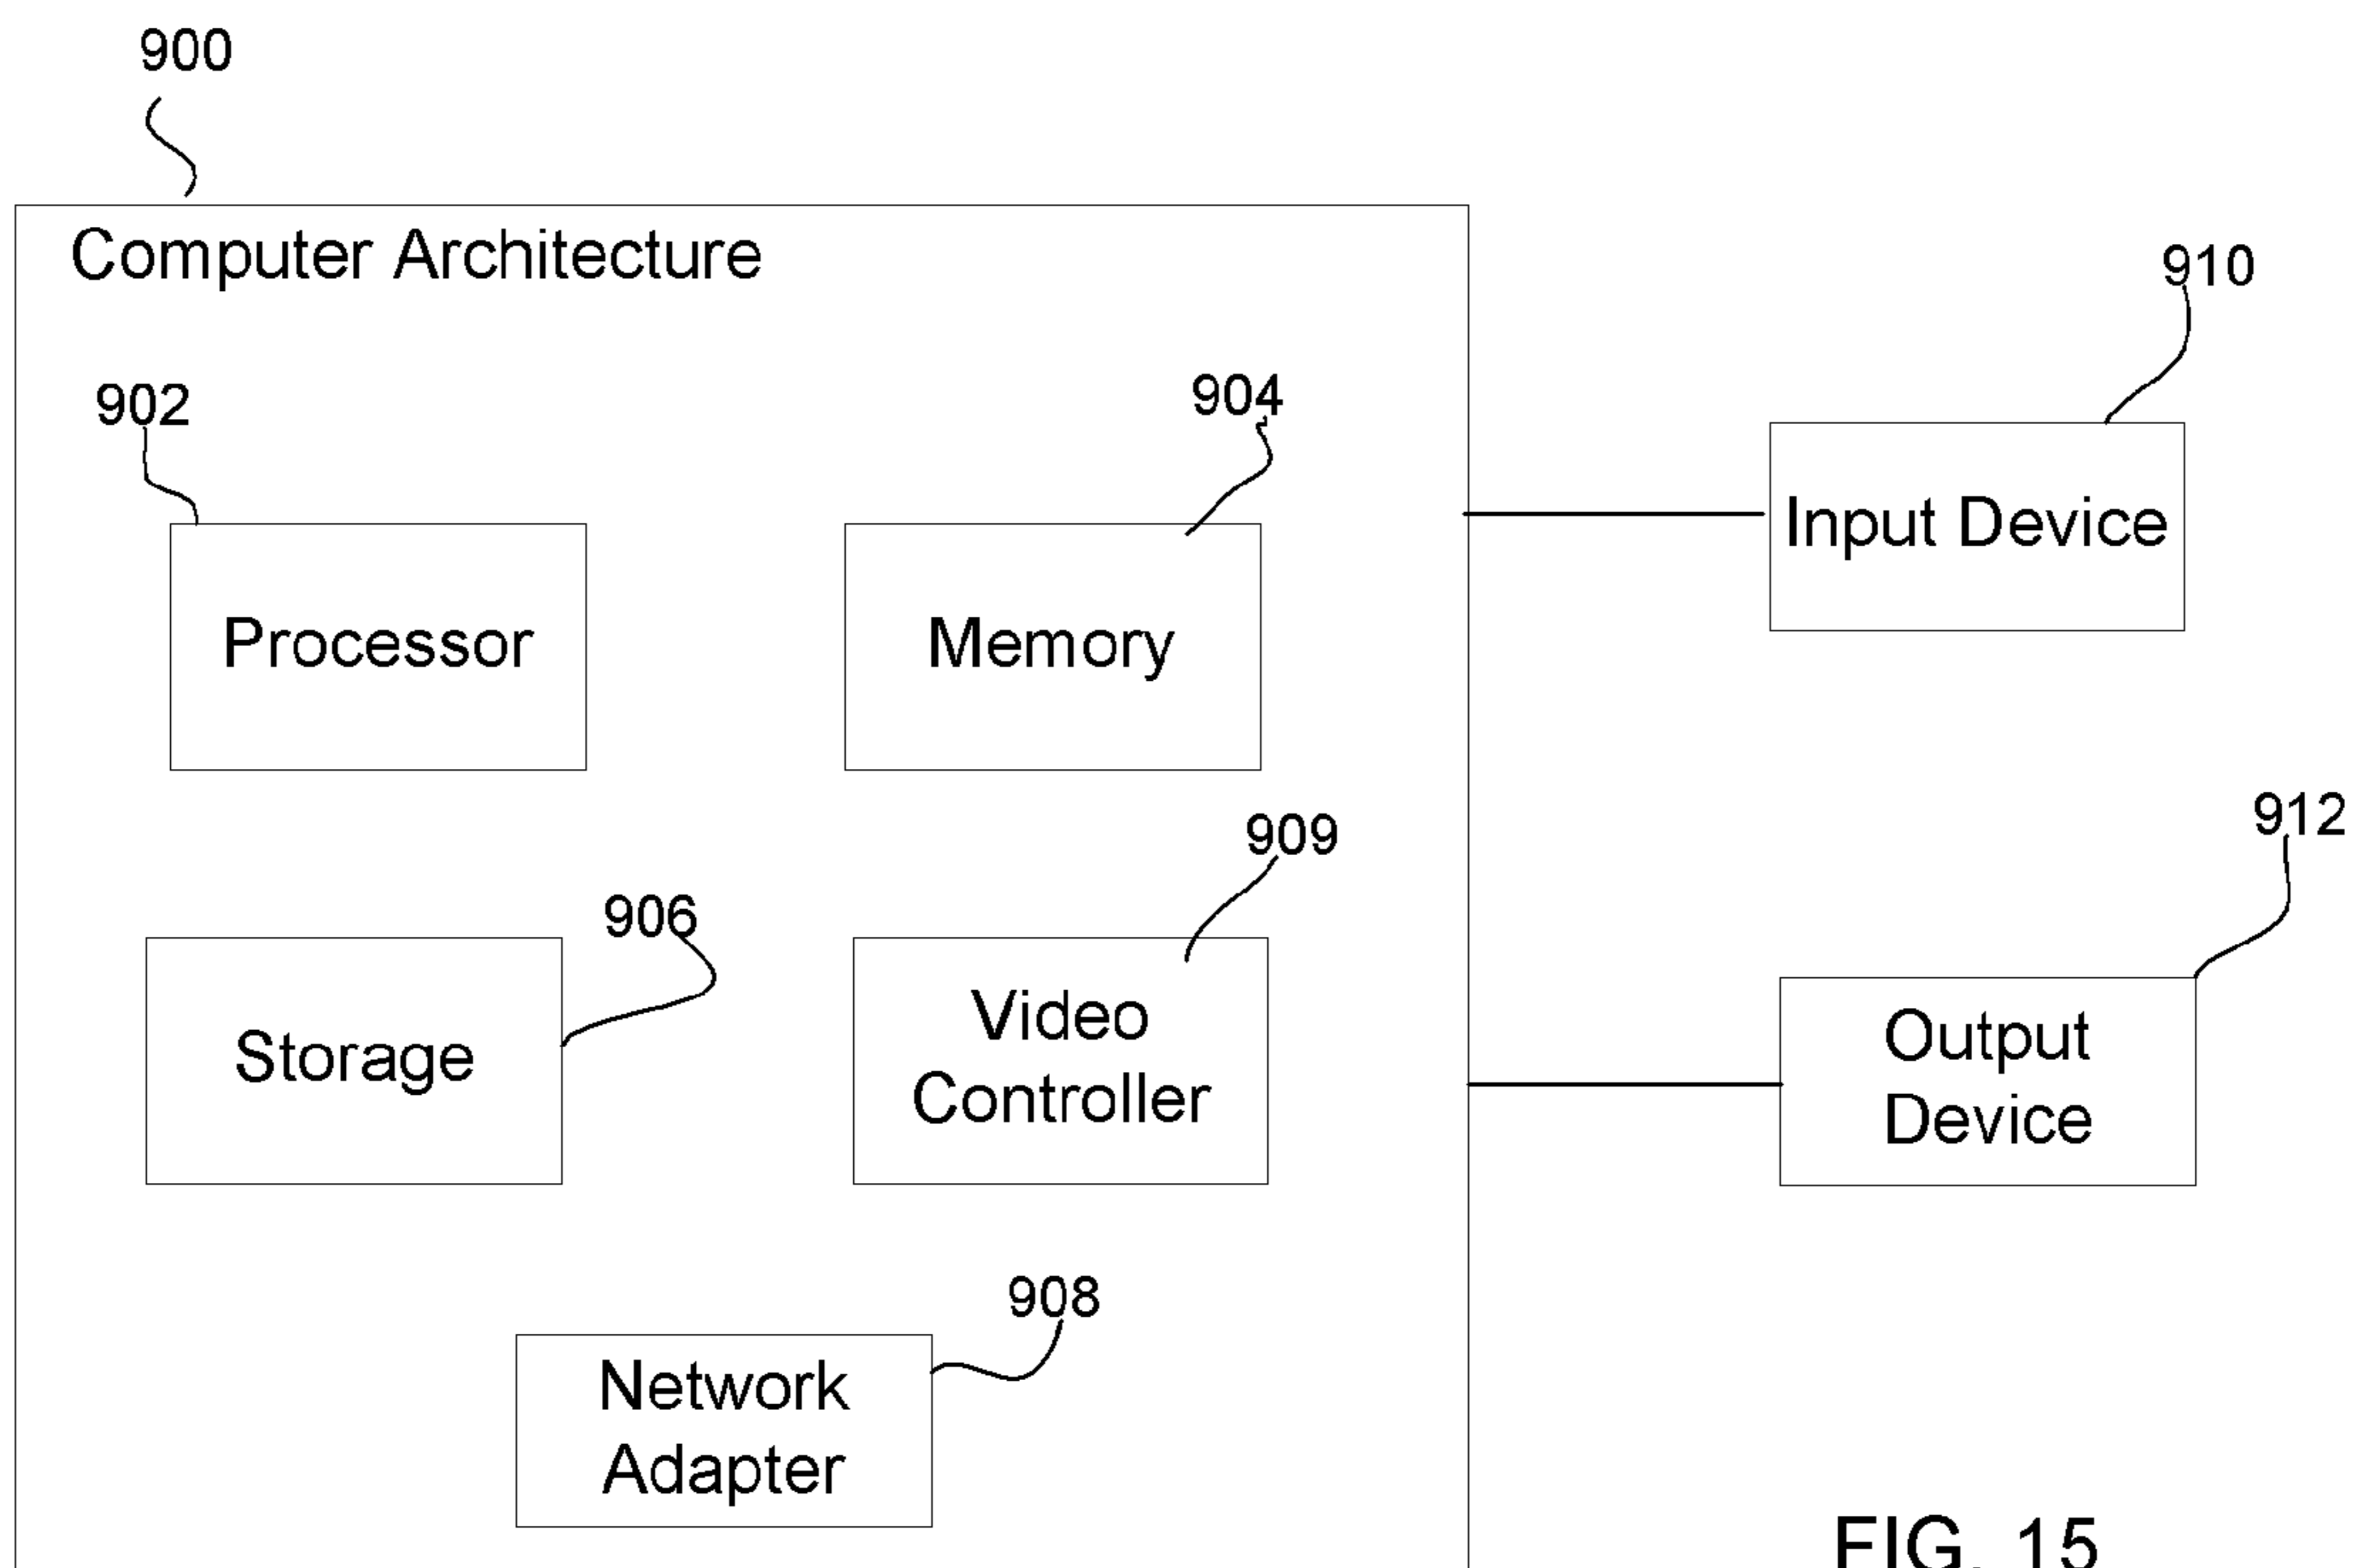 900
Computer Architecture
910
902
904
Input Device
Processor
Memory
909
912
906
Storage
Video
Controller
Output
Device
908
Network
Adapter
FIG. 15